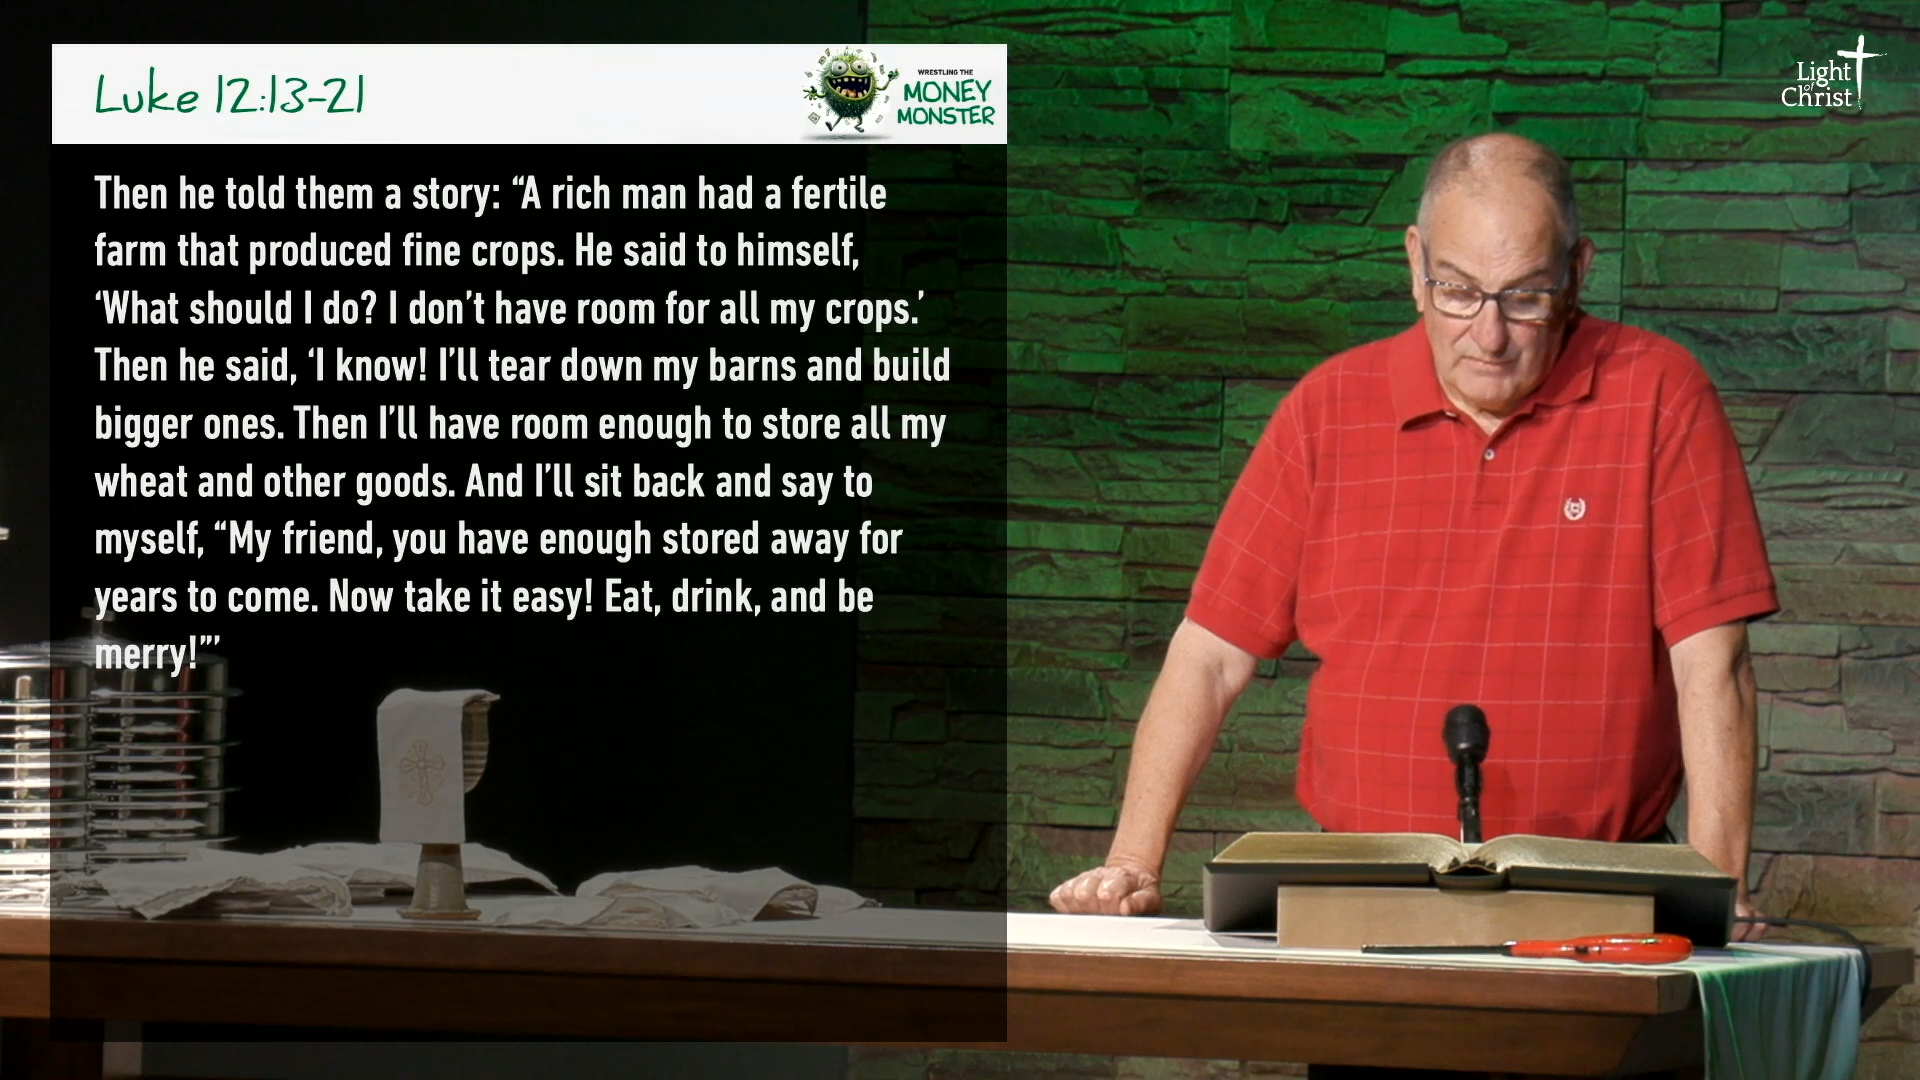 Luke 12:13-21
WRESTLING THE
MONEY
MONSTER
Then he told them a story: “A rich man had a fertile
farm that produced fine crops. He said to himself,
‘What should I do? I don’t have room for all my crops.’
Then he said, ‘I know! I’ll tear down my barns and build
bigger ones. Then I’ll have room enough to store all my
wheat and other goods. And I’ll sit back and say to
myself, “My friend, you have enough stored away for
years to come. Now take it easy! Eat, drink, and be
merry!”’
Light
of
Christ